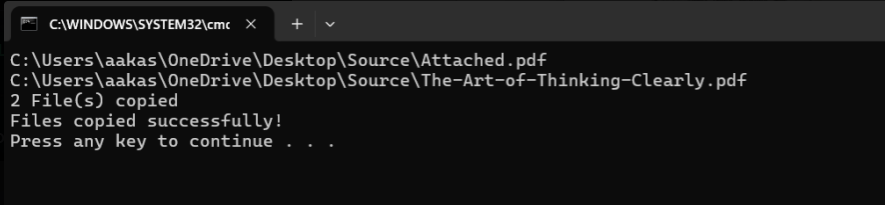 C:\WINDOWS\SYSTEM32\cmd
C:\Users\aakas\OneDrive\Desktop\Source\Attached.pdf
C:\Users\aakas\OneDrive\Desktop\Source\The-Art-of-Thinking-Clearly.pdf
2 File(s) copied
Files copied successfully!
Press any key to continue . . .